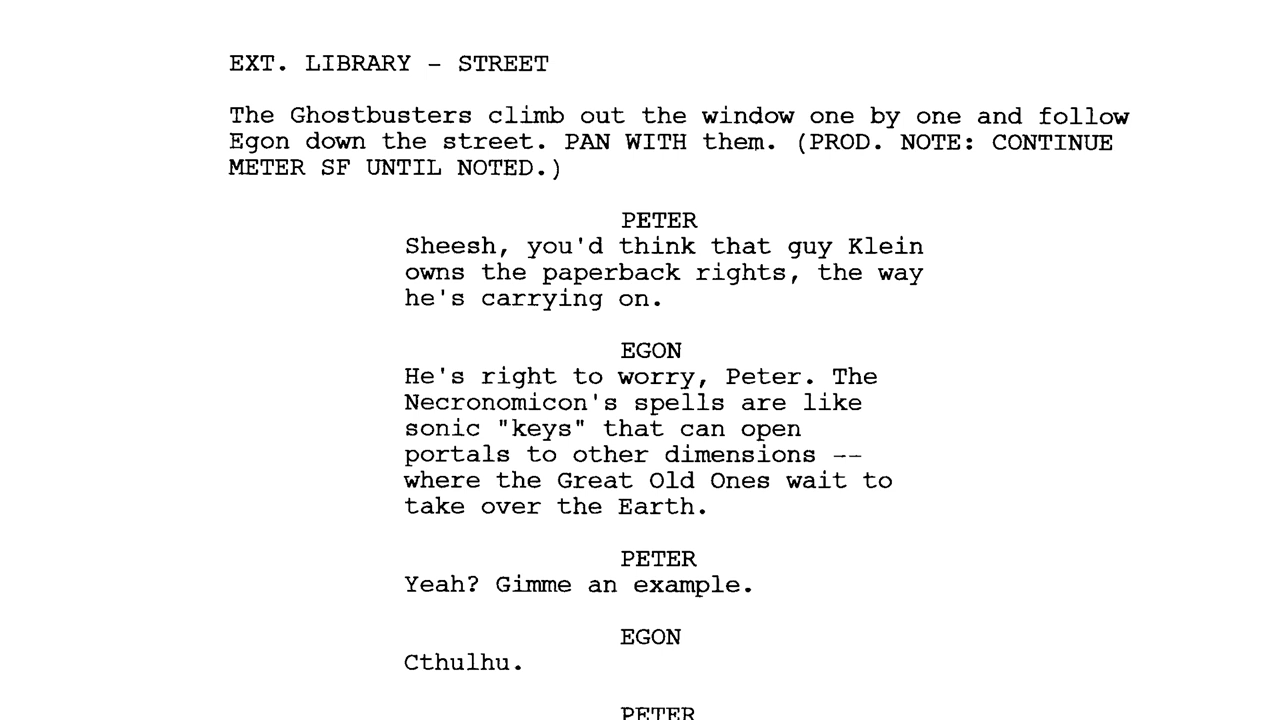 EXT. LIBRARY - STREET
The Ghostbusters climb out the window one by one and follow
Egon down the street. PAN WITH them. (PROD. NOTE: CONTINUE
METER SF UNTIL NOTED.)
PETER
Sheesh, you'd think that guy Klein
owns the paperback rights, the way
he's carrying on.
EGON
He's right to worry, Peter. The
Necronomicon's spells are like
sonic "keys" that can open
portals to other dimensions --
where the Great Old Ones wait to
take over the Earth.
PETER
Yeah? Gimme an example.
EGON
Cthulhu.
PETER